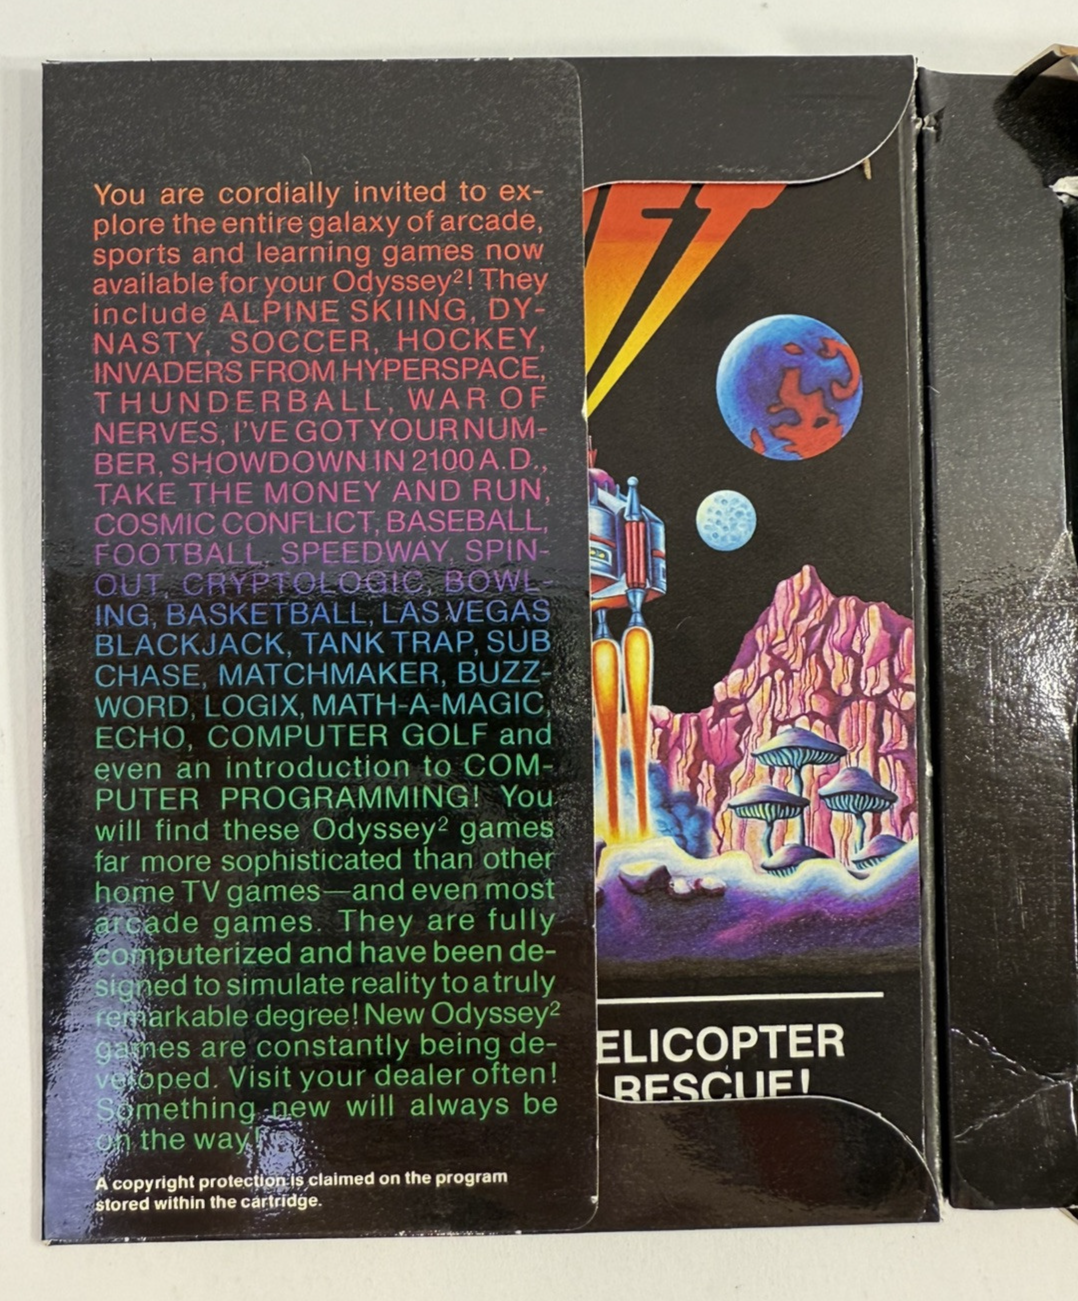 You are cordially invited to ex-
plore the entire galaxy of arcade,
sports and learning games now
available for your Odyssey²! They
include ALPINE SKIING, DY-
NASTY, SOCCER, HOCKEY,
INVADERS FROM HYPERSPACE,
THUNDERBALL, WAR OF
NERVES, I'VE GOT YOUR NUM-
BER, SHOWDOWN IN 2100 A.D.,
TAKE THE MONEY AND RUN,
COSMIC CONFLICT, BASEBALL,
FOOTBALL, SPEEDWAY, SPIN-
OUT, CRYPTOLOGIC, BOWL-
ING, BASKETBALL, LAS VEGAS
BLACKJACK, TANK TRAP, SUB
CHASE, MATCHMAKER, BUZZ-
WORD, LOGIX, MATH-A-MAGIC,
ECHO, COMPUTER GOLF and
even an introduction to COM-
PUTER PROGRAMMING! You
will find these Odyssey² games
far more sophisticated than other
home TV games—and even most
arcade games. They are fully
computerized and have been de-
signed to simulate reality to a truly
remarkable degree! New Odyssey²
games are constantly being de-
veloped. Visit your dealer often!
Something new will always be
on the way!
A copyright protection is claimed on the program
stored within the cartridge.
ET
ELICOPTER
RESCUE!